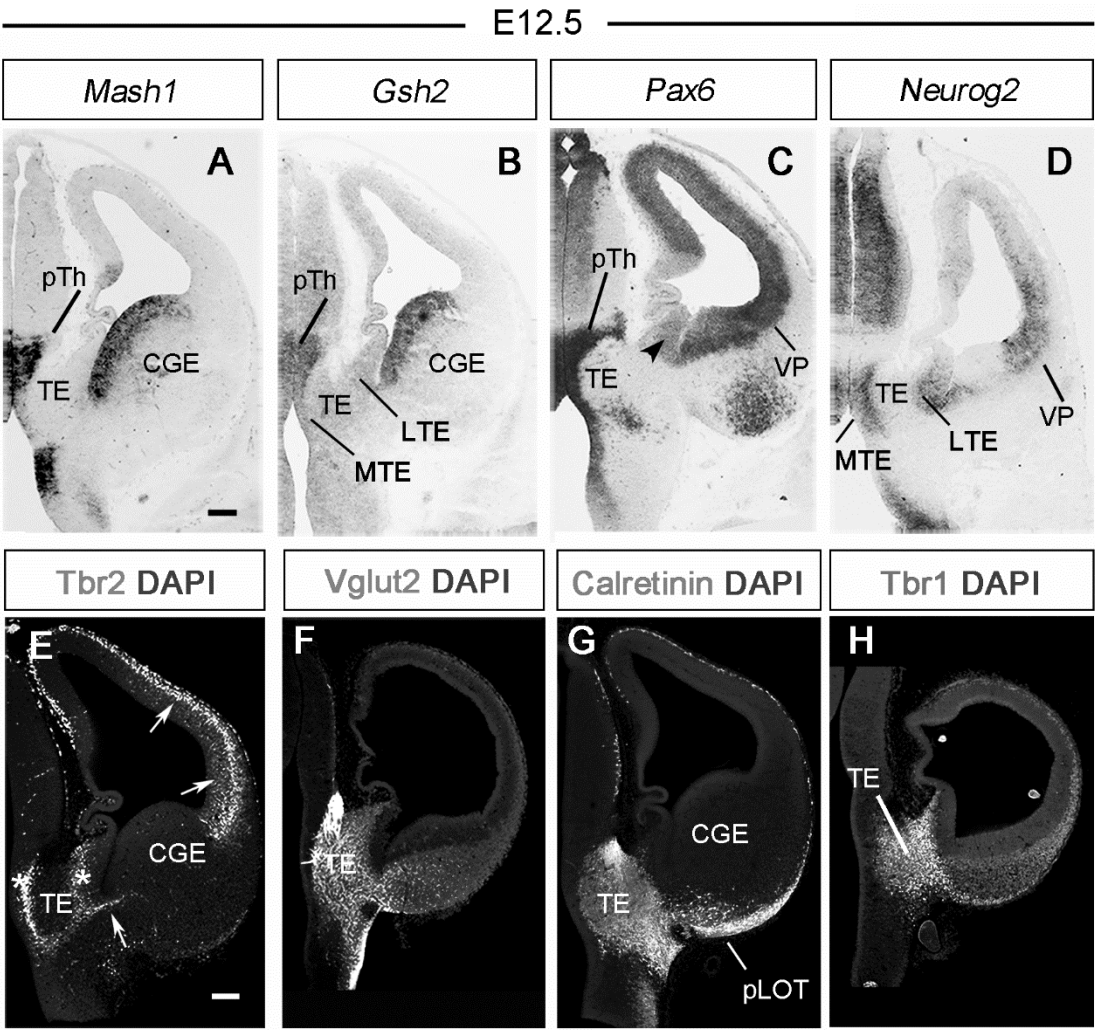 E12.5
Mash1 Gsh2 Pax6 Neurog2
A B C D
pTh pTh pTh
CGE CGE
TE TE TE TE
VP VP
LTE LTE
MTE MTE
Tbr2 DAPI Vglut2 DAPI Calretinin DAPI Tbr1 DAPI
E F G H
TE
CGE CGE
* *
TE TE TE
pLOT